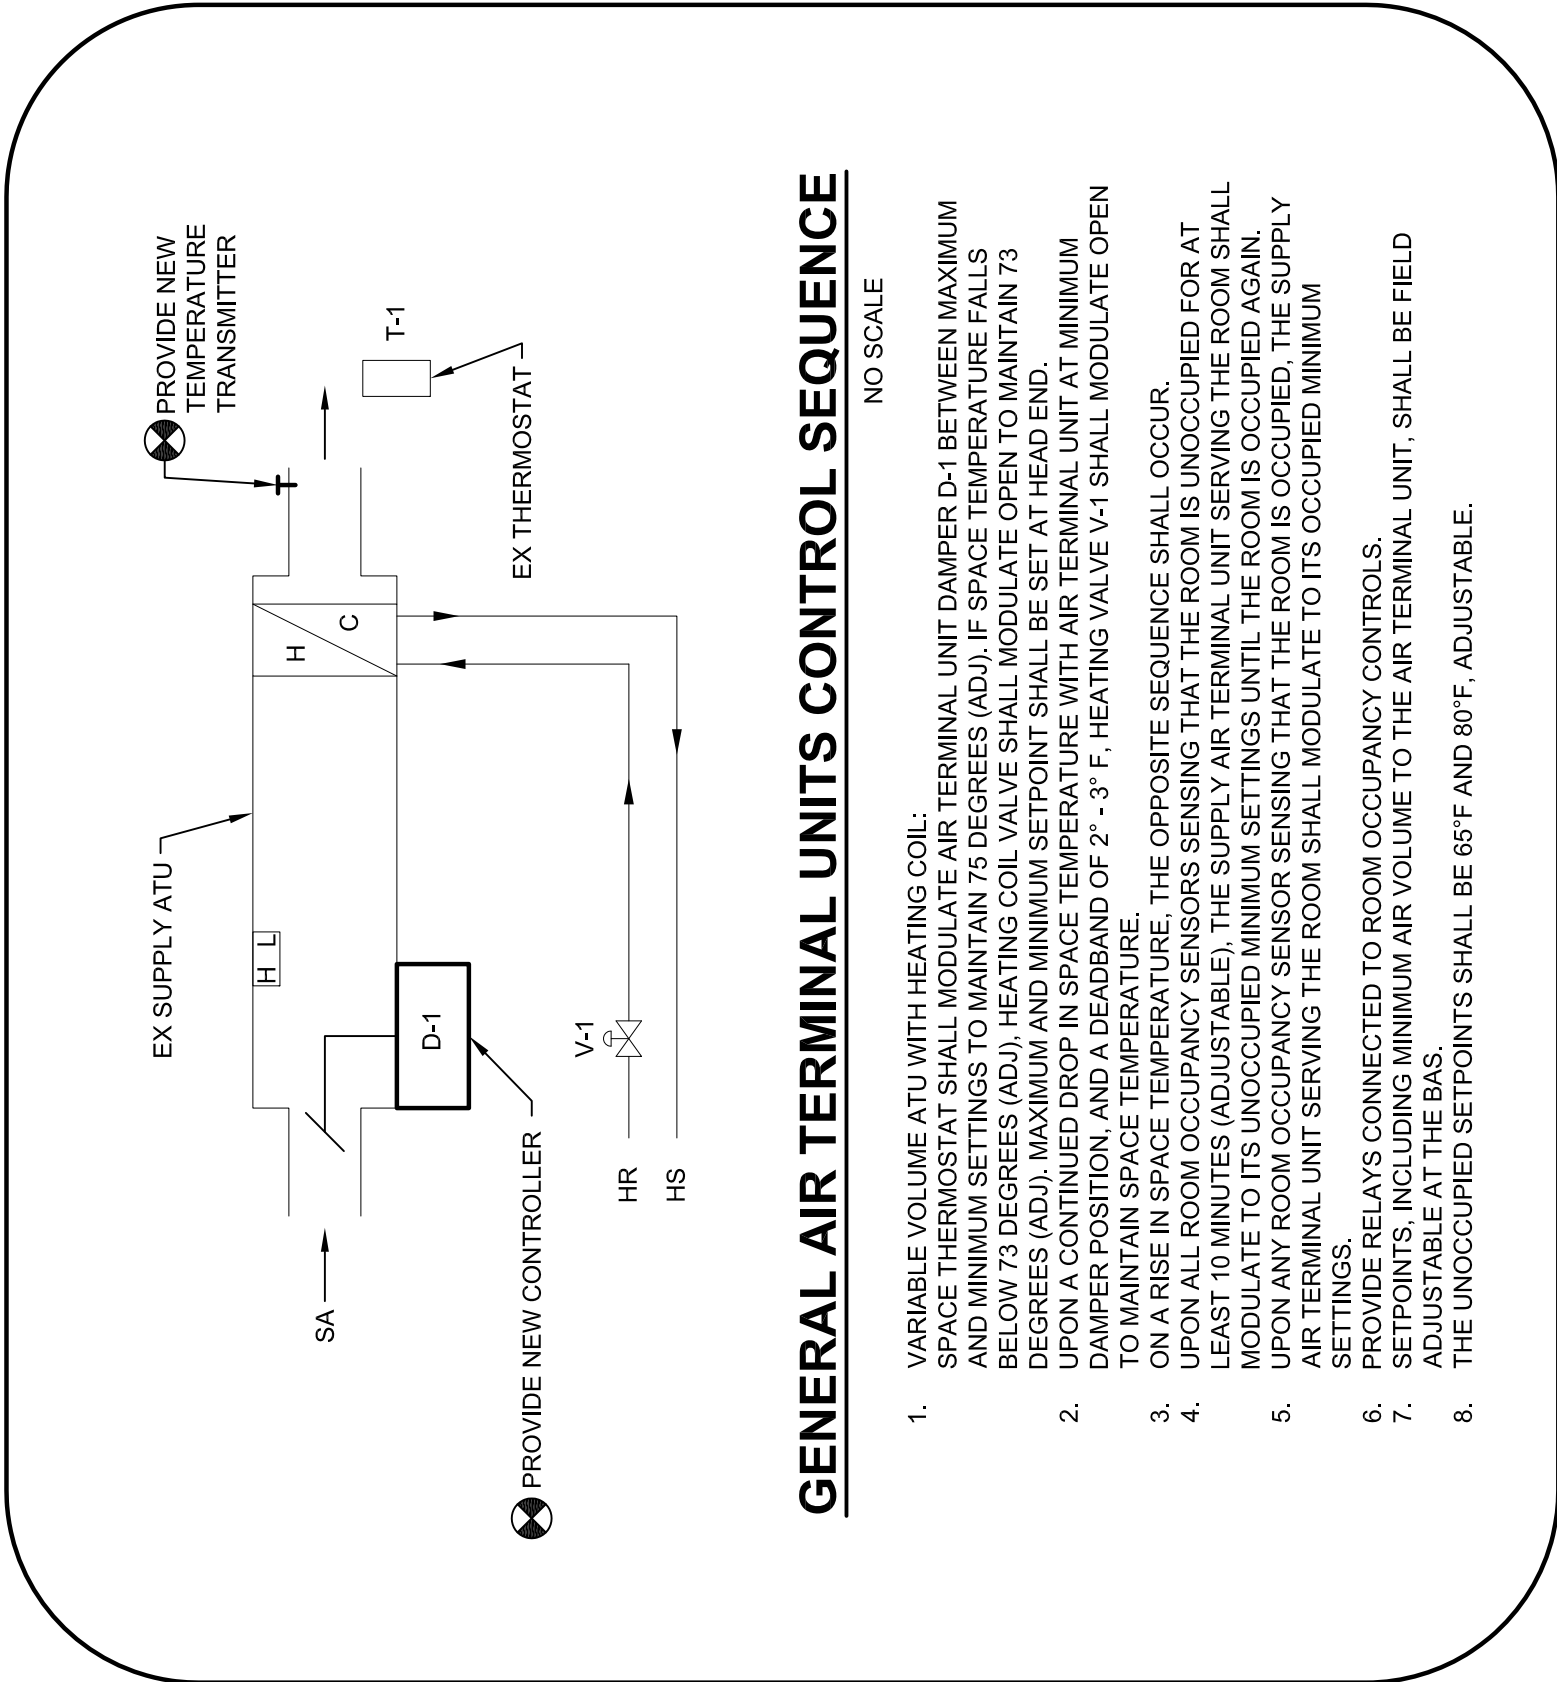 PROVIDE NEW
TEMPERATURE
TRANSMITTER
EX SUPPLY ATU
H L
H
C
T-1
SA
D-1
EX THERMOSTAT
PROVIDE NEW CONTROLLER
V-1
HR
HS
GENERAL AIR TERMINAL UNITS CONTROL SEQUENCE
NO SCALE
1. VARIABLE VOLUME ATU WITH HEATING COIL:
SPACE THERMOSTAT SHALL MODULATE AIR TERMINAL UNIT DAMPER D-1 BETWEEN MAXIMUM
AND MINIMUM SETTINGS TO MAINTAIN 75 DEGREES (ADJ). IF SPACE TEMPERATURE FALLS
BELOW 73 DEGREES (ADJ), HEATING COIL VALVE SHALL MODULATE OPEN TO MAINTAIN 73
DEGREES (ADJ). MAXIMUM AND MINIMUM SETPOINT SHALL BE SET AT HEAD END.
2. UPON A CONTINUED DROP IN SPACE TEMPERATURE WITH AIR TERMINAL UNIT AT MINIMUM
DAMPER POSITION, AND A DEADBAND OF 2° - 3° F, HEATING VALVE V-1 SHALL MODULATE OPEN
TO MAINTAIN SPACE TEMPERATURE.
3. ON A RISE IN SPACE TEMPERATURE, THE OPPOSITE SEQUENCE SHALL OCCUR.
4. UPON ALL ROOM OCCUPANCY SENSORS SENSING THAT THE ROOM IS UNOCCUPIED FOR AT
LEAST 10 MINUTES (ADJUSTABLE), THE SUPPLY AIR TERMINAL UNIT SERVING THE ROOM SHALL
MODULATE TO ITS UNOCCUPIED MINIMUM SETTINGS UNTIL THE ROOM IS OCCUPIED AGAIN.
5. UPON ANY ROOM OCCUPANCY SENSOR SENSING THAT THE ROOM IS OCCUPIED, THE SUPPLY
AIR TERMINAL UNIT SERVING THE ROOM SHALL MODULATE TO ITS OCCUPIED MINIMUM
SETTINGS.
6. PROVIDE RELAYS CONNECTED TO ROOM OCCUPANCY CONTROLS.
7. SETPOINTS, INCLUDING MINIMUM AIR VOLUME TO THE AIR TERMINAL UNIT, SHALL BE FIELD
ADJUSTABLE AT THE BAS.
8. THE UNOCCUPIED SETPOINTS SHALL BE 65°F AND 80°F, ADJUSTABLE.